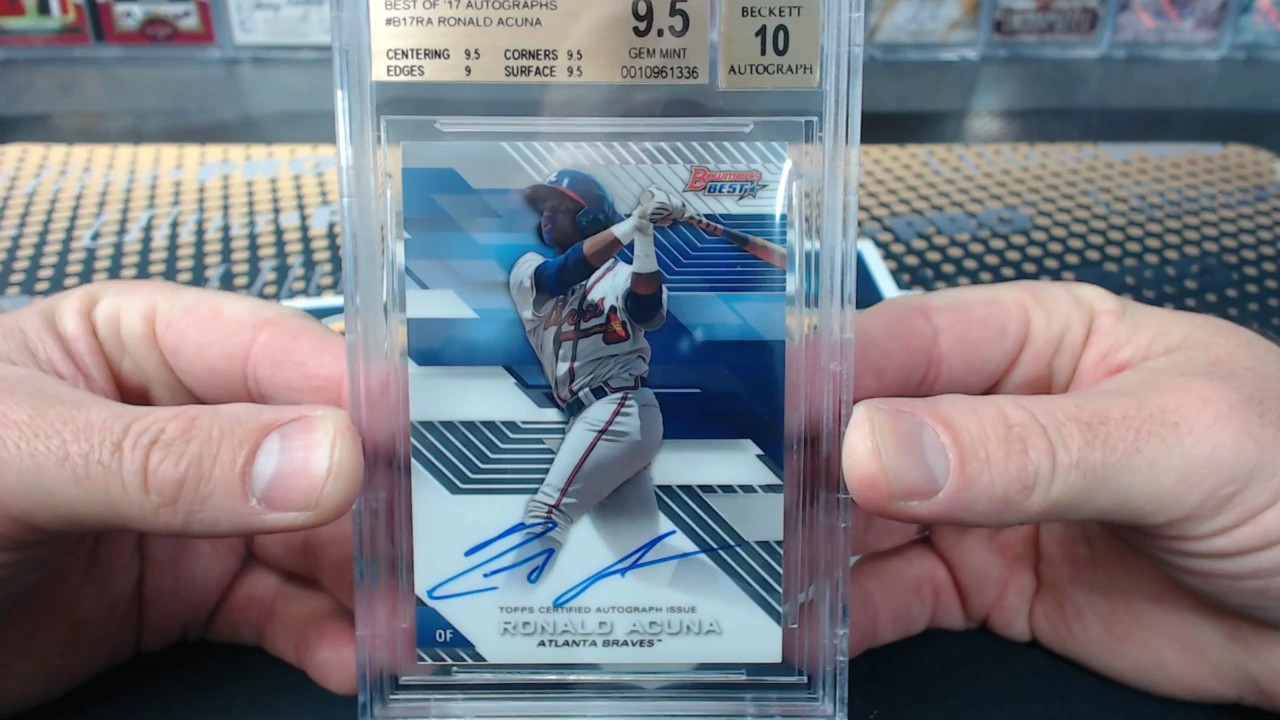 BEST OF '17 AUTOGRAPHS
#B17RA RONALD ACUNA
CENTERING 9.5 CORNERS 9.5
EDGES 9 SURFACE 9.5
9.5
GEM MINT
0010961336
BECKETT
10
AUTOGRAPH
Bowman's
BEST
Braves
TOPPS CERTIFIED AUTOGRAPH ISSUE
RONALD ACUNA
ATLANTA BRAVES™
OF